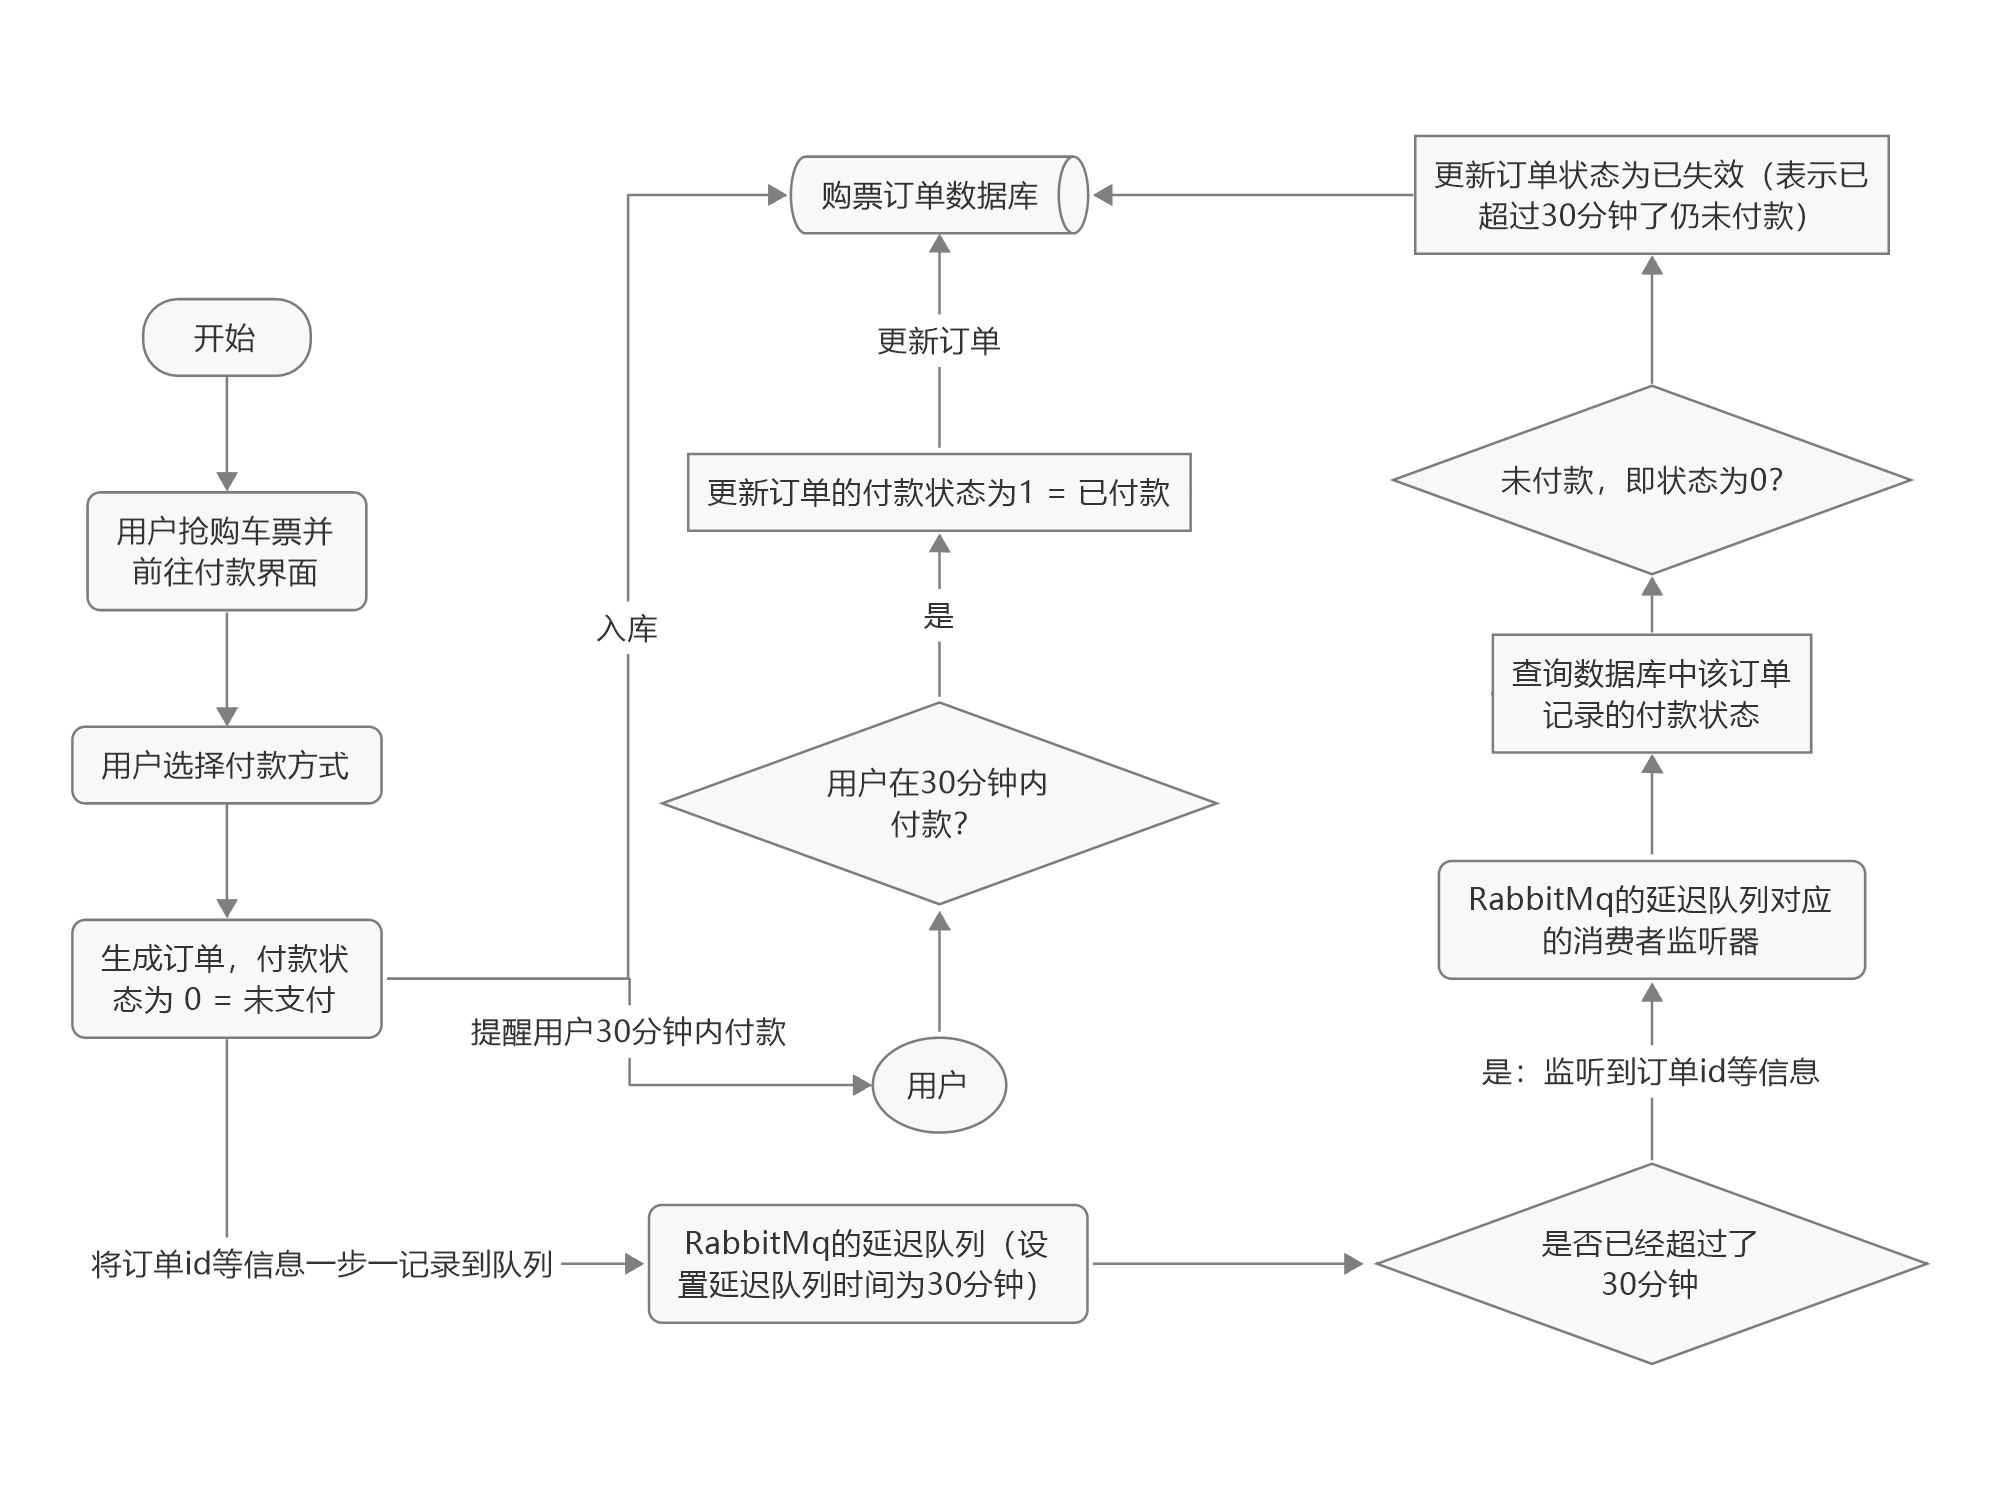 开始
用户抢购车票并
前往付款界面
用户选择付款方式
生成订单，付款状
态为 0 = 未支付
将订单id等信息一步一记录到队列
入库
提醒用户30分钟内付款
购票订单数据库
更新订单
更新订单的付款状态为1 = 已付款
是
用户在30分钟内
付款？
用户
RabbitMq的延迟队列（设
置延迟队列时间为30分钟）
更新订单状态为已失效（表示已
超过30分钟了仍未付款）
未付款，即状态为0？
查询数据库中该订单
记录的付款状态
RabbitMq的延迟队列对应
的消费者监听器
是：监听到订单id等信息
是否已经超过了
30分钟